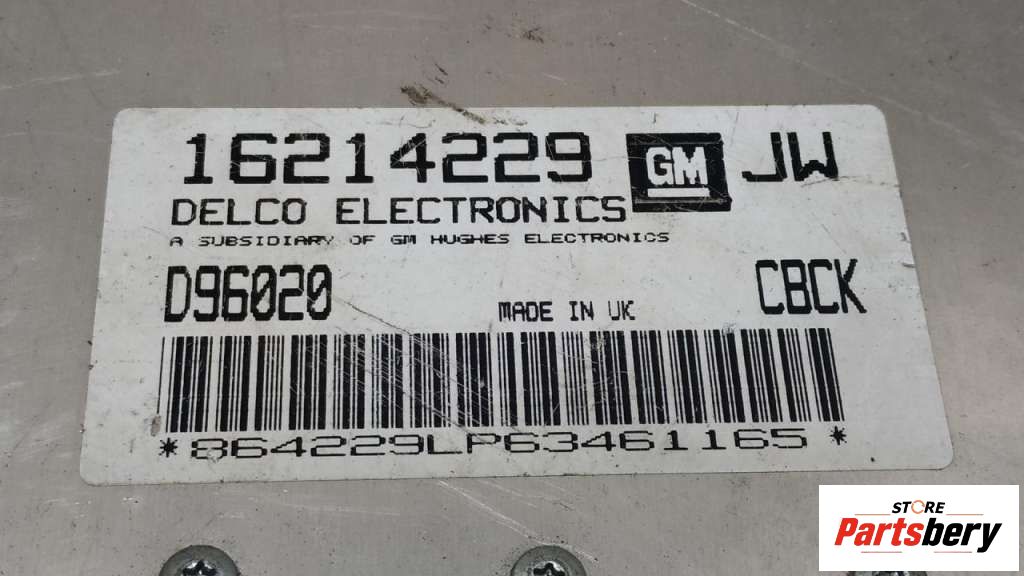 16214229 GM JW
DELCO ELECTRONICS
A SUBSIDIARY OF GM HUGHES ELECTRONICS
D96020 MADE IN UK CBCK
*864229LP63461165*
STORE
Partsbery